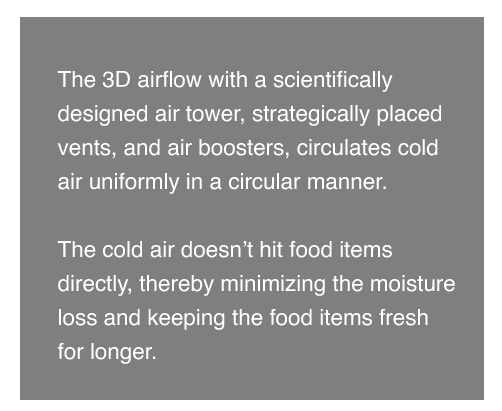 The 3D airflow with a scientifically
designed air tower, strategically placed
vents, and air boosters, circulates cold
air uniformly in a circular manner.
The cold air doesn’t hit food items
directly, thereby minimizing the moisture
loss and keeping the food items fresh
for longer.